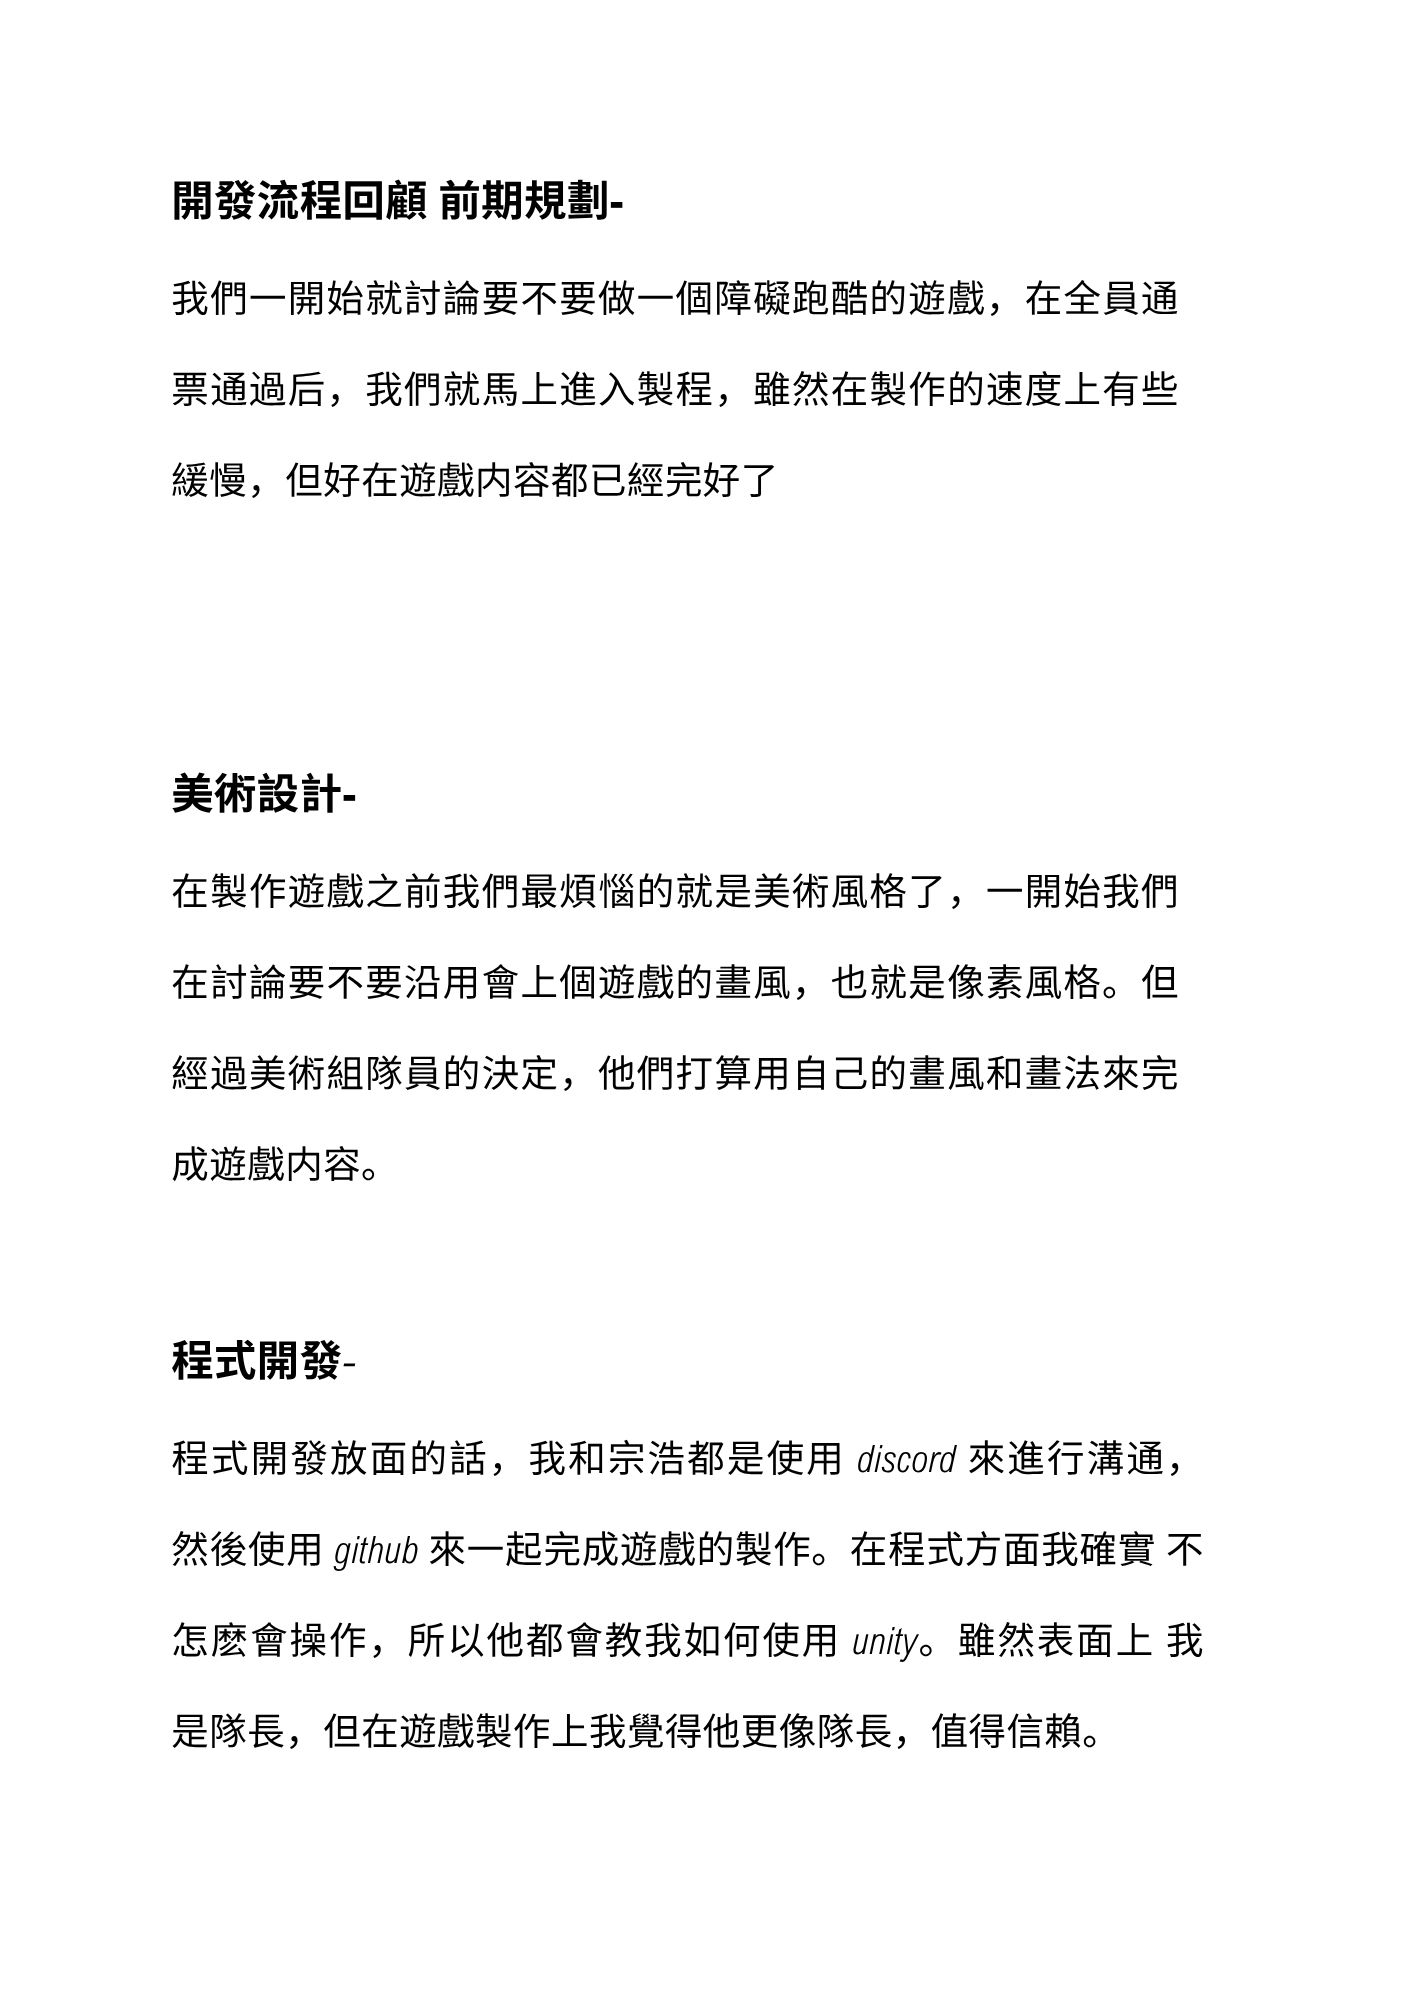 開發流程回顧 前期規劃-
我們一開始就討論要不要做一個障礙跑酷的遊戲，在全員通
票通過后，我們就馬上進入製程，雖然在製作的速度上有些
緩慢，但好在遊戲内容都已經完好了
美術設計-
在製作遊戲之前我們最煩惱的就是美術風格了，一開始我們
在討論要不要沿用會上個遊戲的畫風，也就是像素風格。但
經過美術組隊員的決定，他們打算用自己的畫風和畫法來完
成遊戲内容。
程式開發-
程式開發放面的話，我和宗浩都是使用 discord 來進行溝通，
然後使用 github 來一起完成遊戲的製作。在程式方面我確實 不
怎麽會操作，所以他都會教我如何使用 unity。雖然表面上 我
是隊長，但在遊戲製作上我覺得他更像隊長，值得信賴。